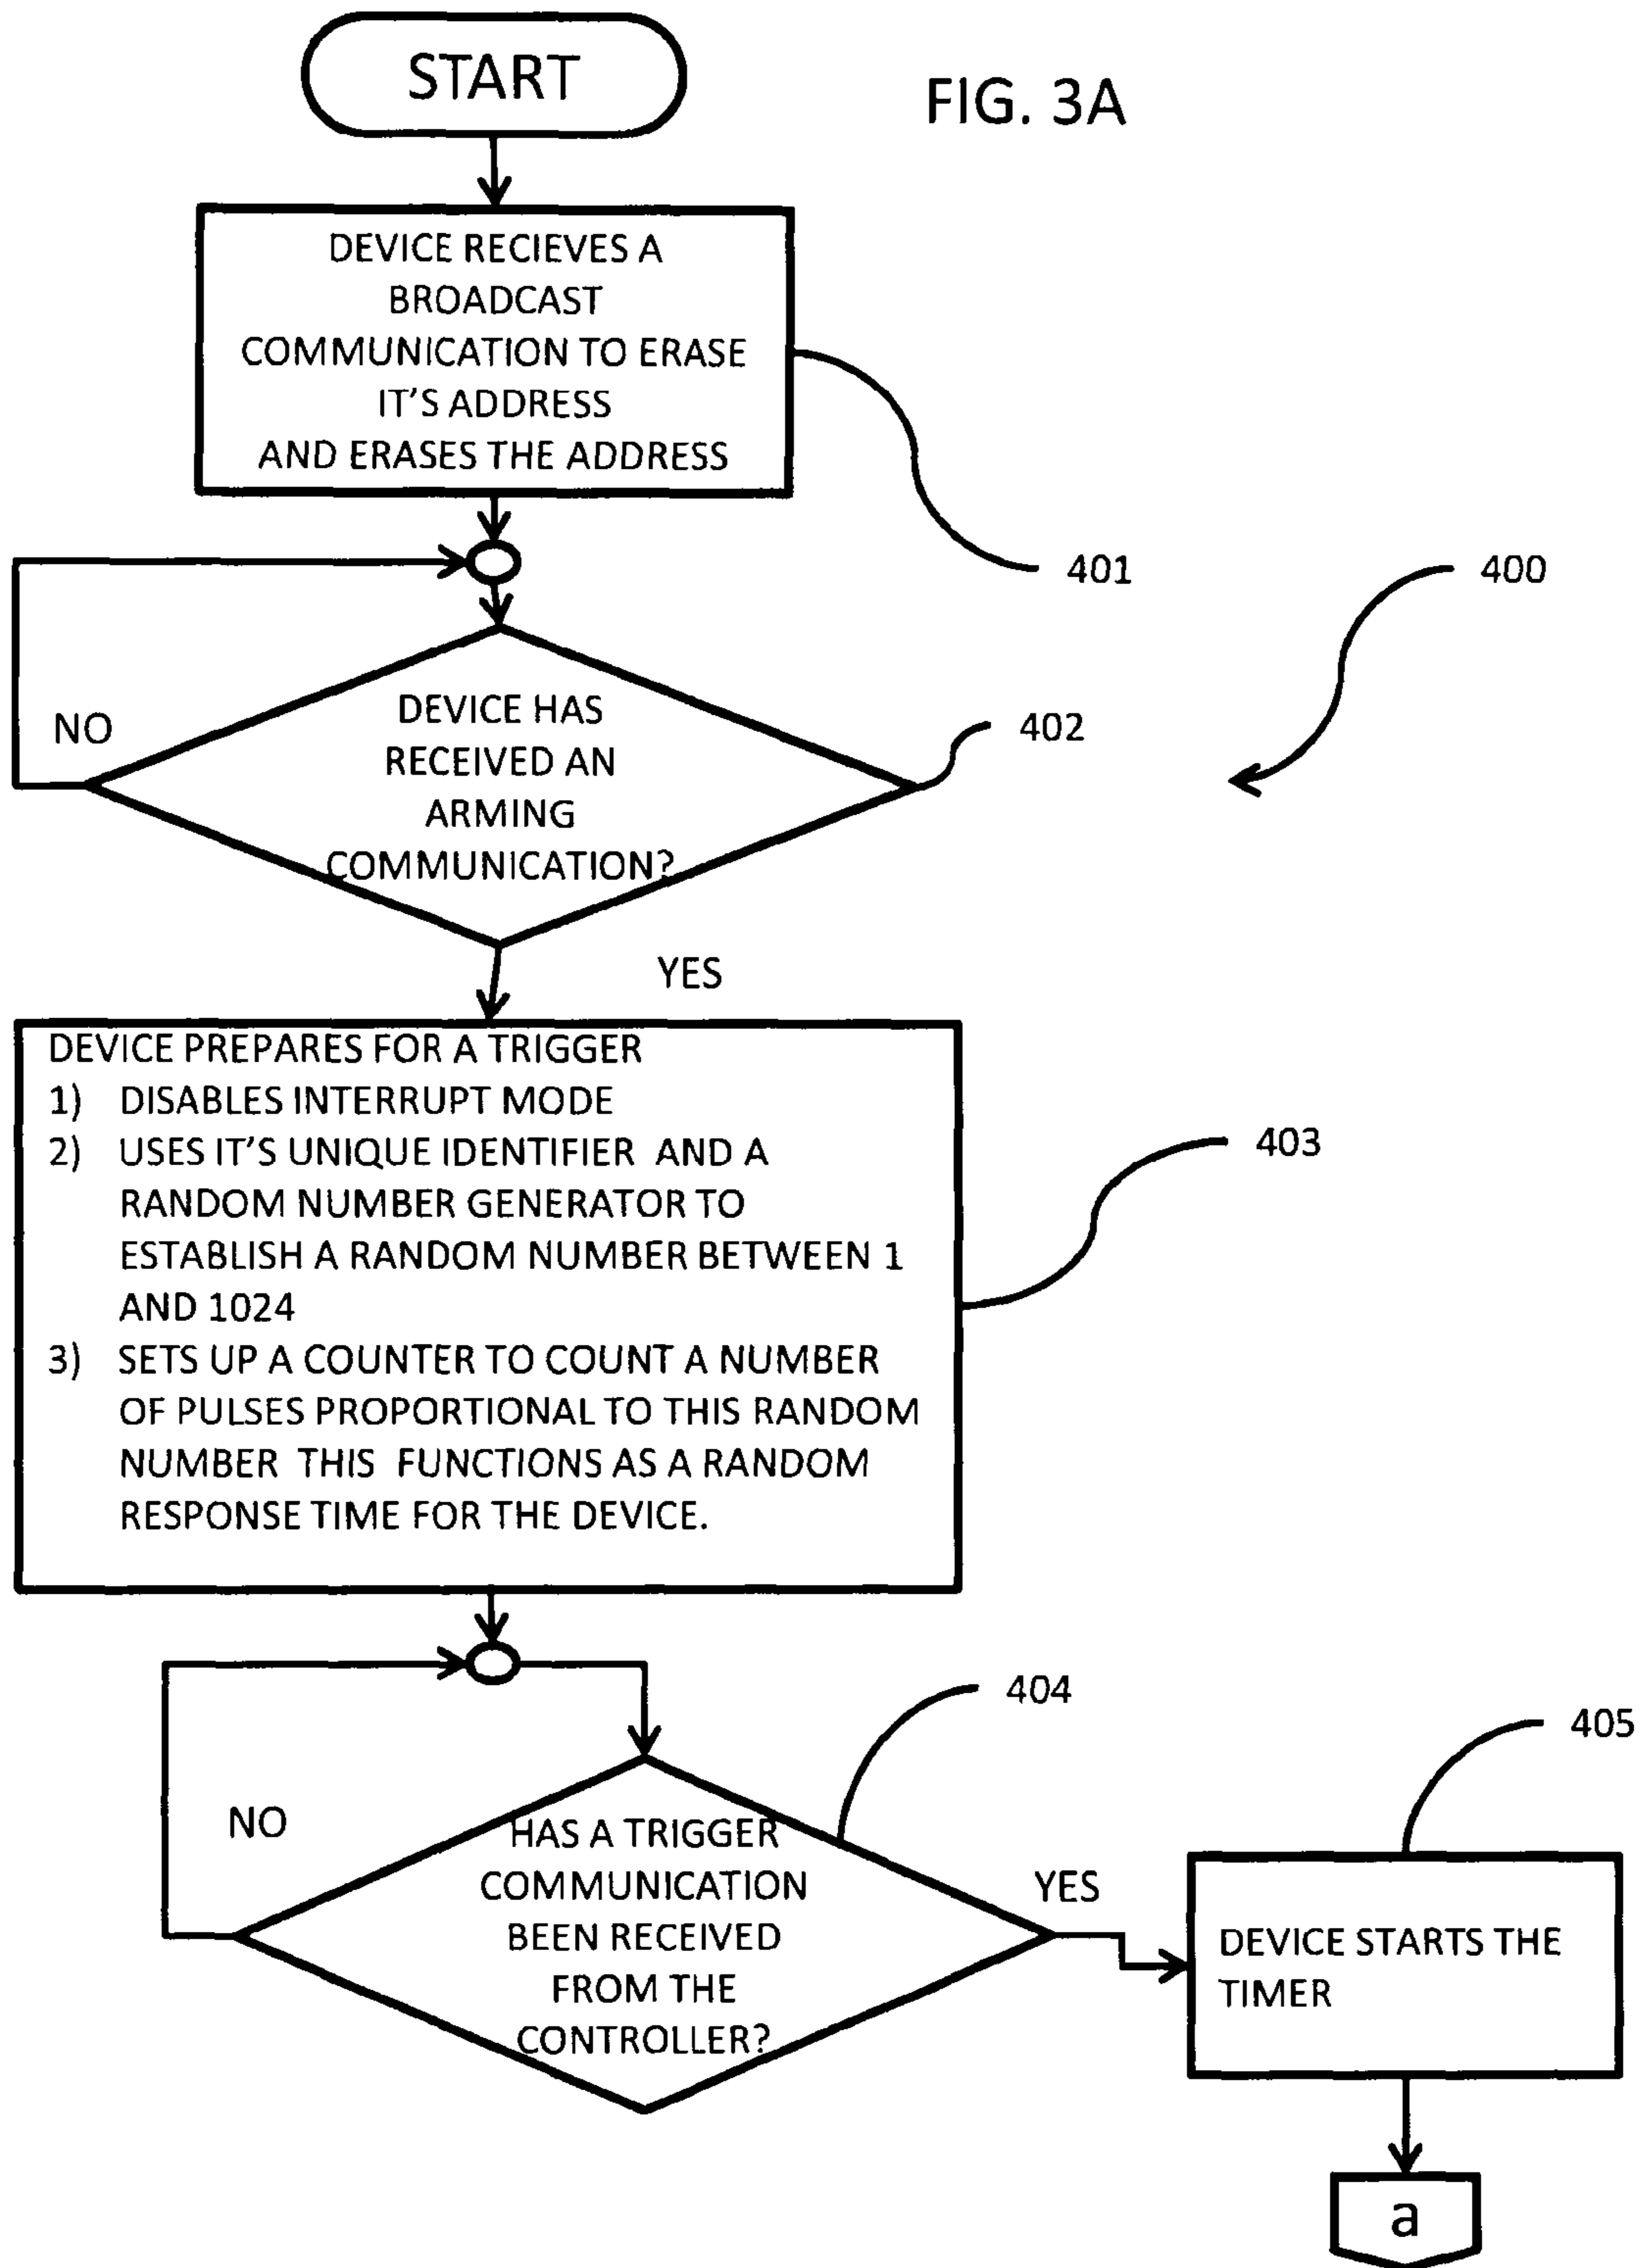 START
FIG. 3A
DEVICE RECIEVES A
BROADCAST
COMMUNICATION TO ERASE
IT'S ADDRESS
AND ERASES THE ADDRESS
401
400
NO
DEVICE HAS
RECEIVED AN
ARMING
COMMUNICATION?
402
YES
DEVICE PREPARES FOR A TRIGGER
1) DISABLES INTERRUPT MODE
2) USES IT'S UNIQUE IDENTIFIER AND A
RANDOM NUMBER GENERATOR TO
ESTABLISH A RANDOM NUMBER BETWEEN 1
AND 1024
3) SETS UP A COUNTER TO COUNT A NUMBER
OF PULSES PROPORTIONAL TO THIS RANDOM
NUMBER THIS FUNCTIONS AS A RANDOM
RESPONSE TIME FOR THE DEVICE.
403
404
405
NO
HAS A TRIGGER
COMMUNICATION
BEEN RECEIVED
FROM THE
CONTROLLER?
YES
DEVICE STARTS THE
TIMER
a